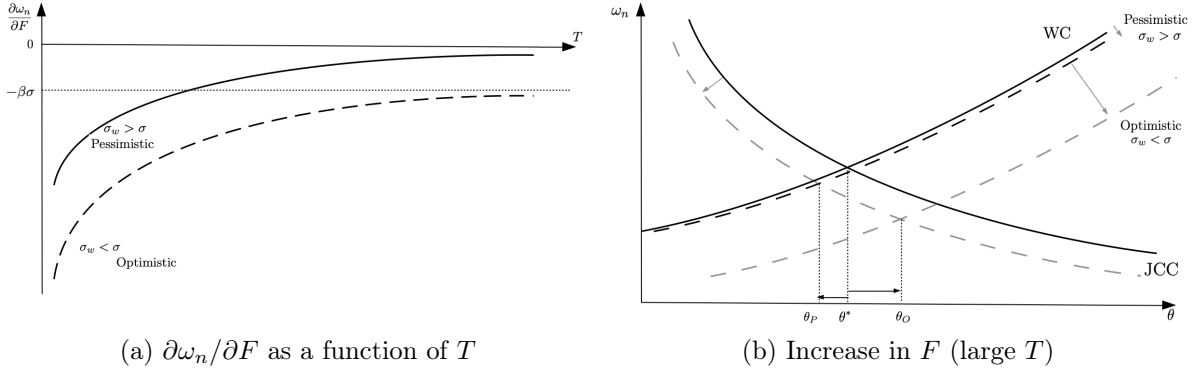 ∂ω_n
∂F
T
0
−βσ
σ_w > σ
Pessimistic
σ_w < σ
Optimistic
(a) ∂ω_n/∂F as a function of T
ω_n
WC
Pessimistic
σ_w > σ
Optimistic
σ_w < σ
JCC
θ_P
θ*
θ_O
θ
(b) Increase in F (large T)